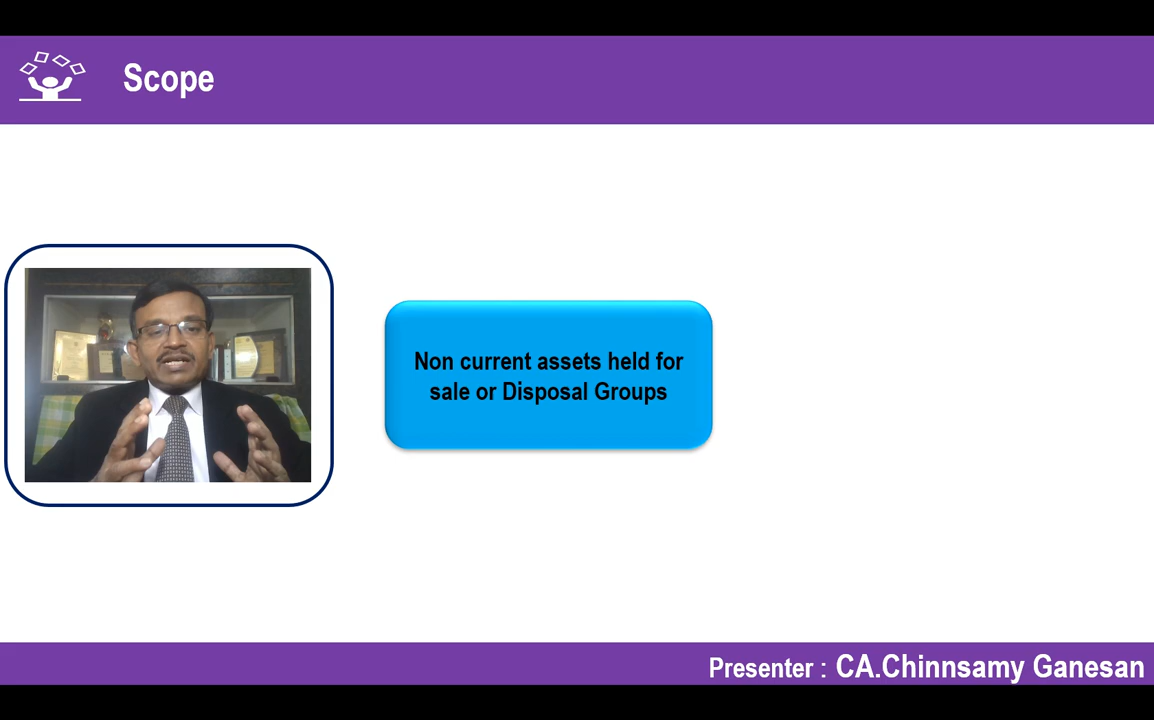 Scope
Non current assets held for
sale or Disposal Groups
Presenter : CA.Chinnsamy Ganesan